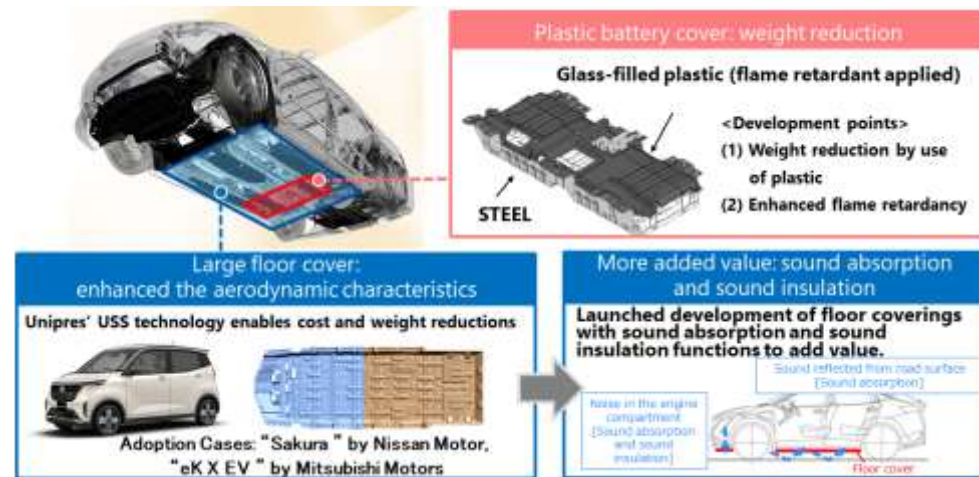 Plastic battery cover: weight reduction
Glass-filled plastic (flame retardant applied)
<Development points>
(1) Weight reduction by use
of plastic
(2) Enhanced flame retardancy
STEEL
Large floor cover:
enhanced the aerodynamic characteristics
Unipres' USS technology enables cost and weight reductions
Adoption Cases: "Sakura " by Nissan Motor,
"eK X EV " by Mitsubishi Motors
More added value: sound absorption
and sound insulation
Launched development of floor coverings
with sound absorption and sound
insulation functions to add value.
Sound reflected from road surface
[Sound absorption]
Noise in the engine
compartment
[Sound absorption
and sound
insulation]
Floor cover